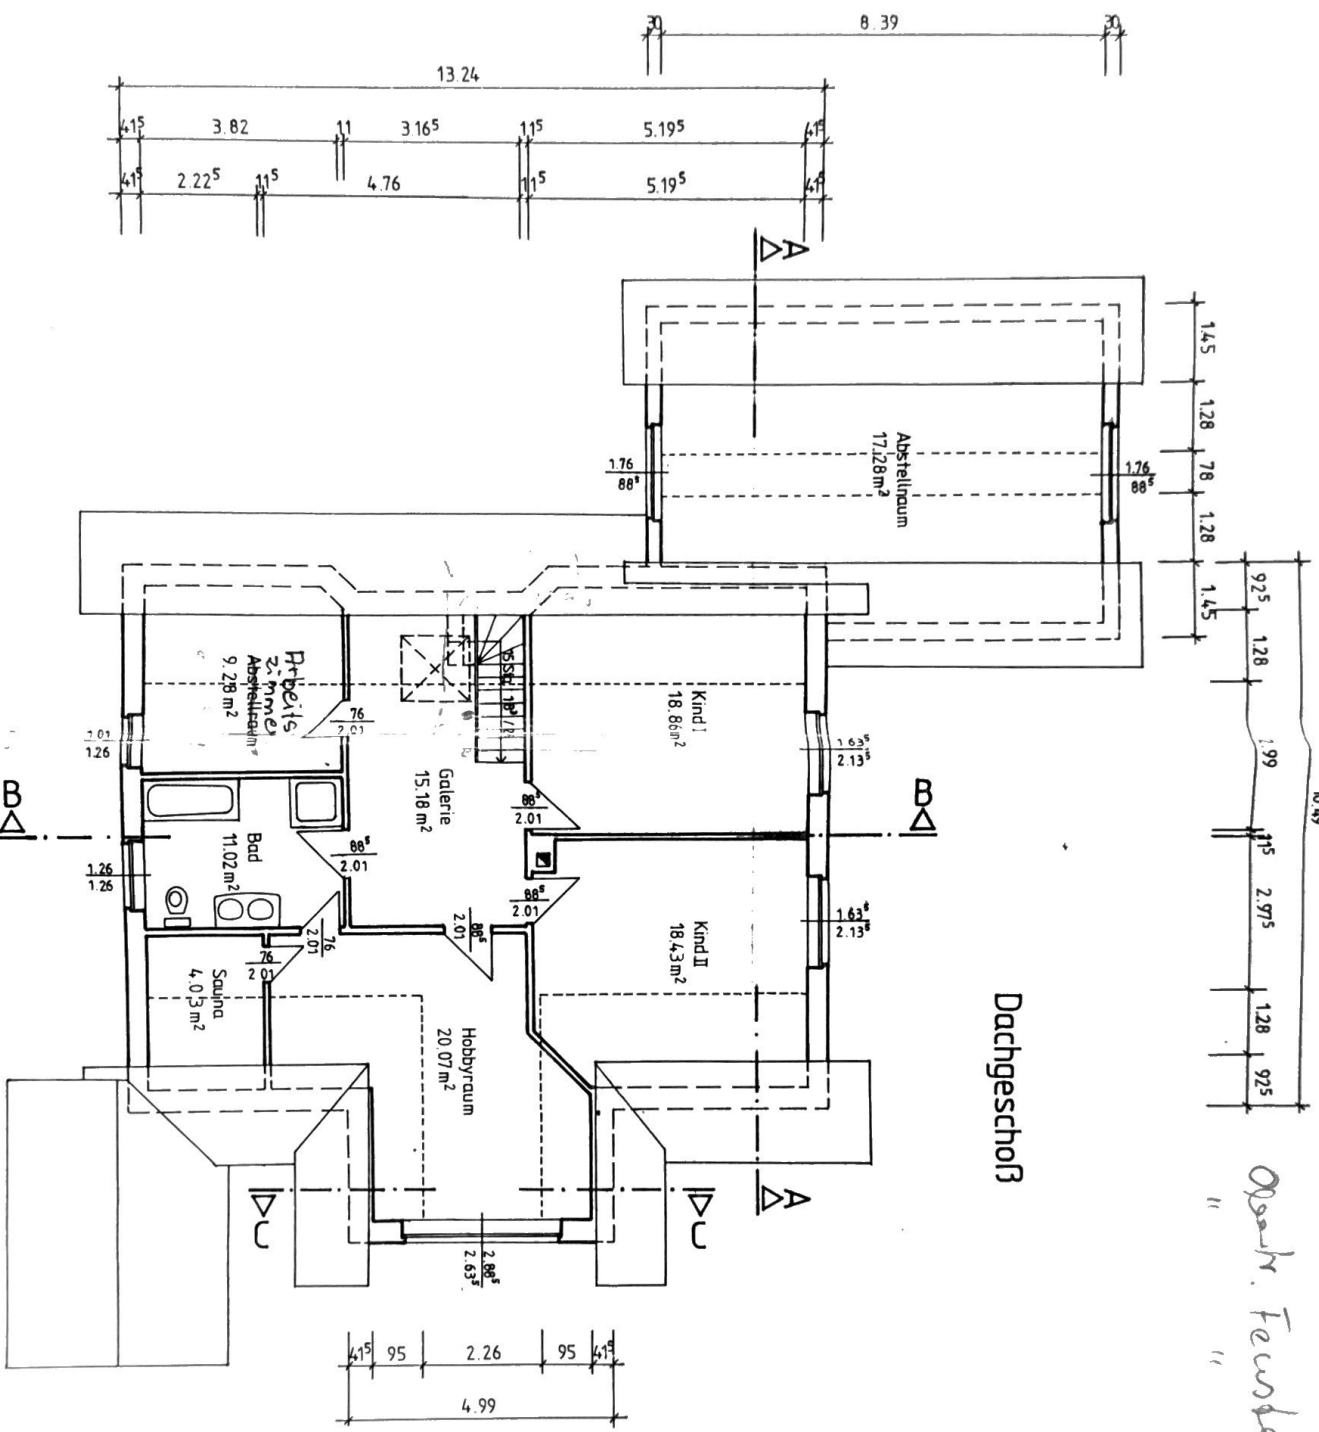 30 8.39 30
13.24
41⁵ 3.82 11 3.16⁵ 11⁵ 5.19⁵ 41⁵
41⁵ 2.22⁵ 11⁵ 4.76 11⁵ 5.19⁵ 41⁵
A
1.45
1.28
78
1.28
1.45
Abstellraum
17.28 m²
1.76
88⁵
1.76
88⁵
92⁵
1.28
2.99
11⁵
2.97⁵
1.28
92⁵
10.49
Arbeits
zimmer
Abstellraum
9.28 m²
76
2.01
1.01
1.26
15 Stg.
Kind I
18.86 m²
1.63⁵
2.13⁵
Galerie
15.18 m²
88⁵
2.01
B
B
Bad
11.02 m²
88⁵
2.01
1.26
1.26
88⁵
2.01
88⁵
2.01
76
2.01
76
2.01
Kind II
18.43 m²
1.63⁵
2.13⁵
Sauna
4.03 m²
Hobbyraum
20.07 m²
Dachgeschoß
A
C
C
2.88⁵
2.63⁵
41⁵ 95 2.26 95 41⁵
4.99
"
"